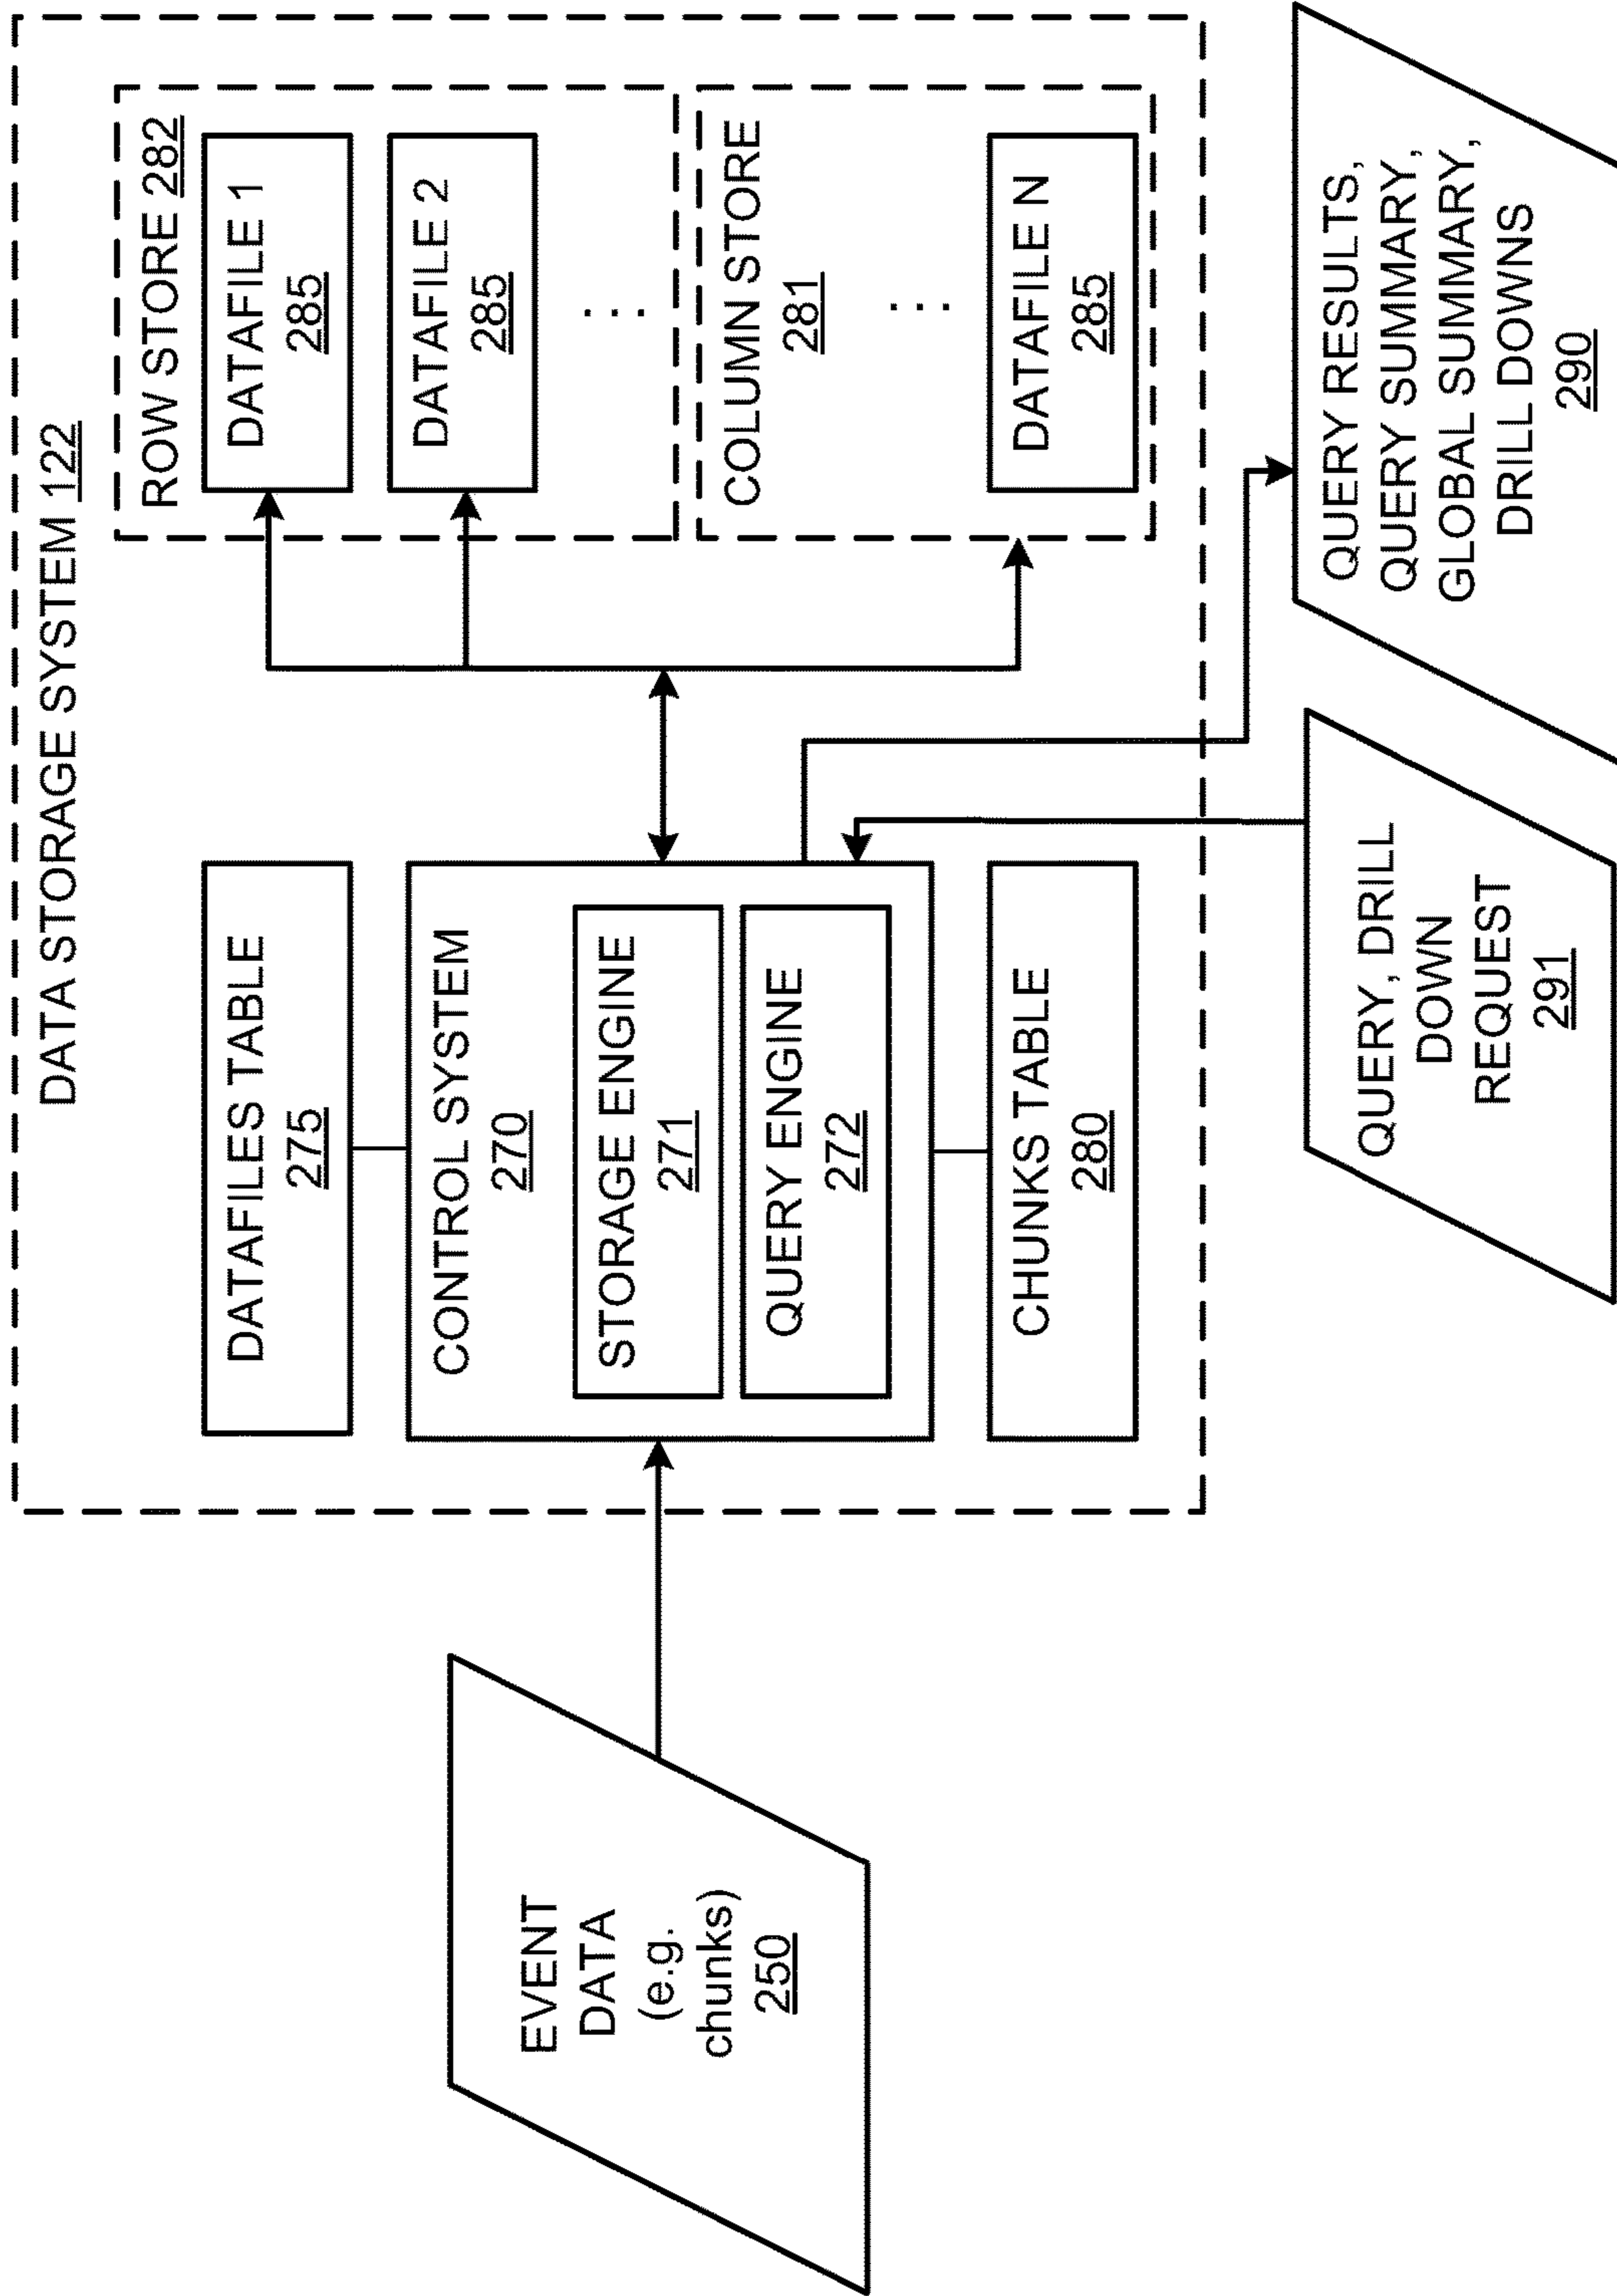 DATA STORAGE SYSTEM 122
EVENT
DATA
(e.g.
chunks)
250
DATAFILES TABLE
275
CONTROL SYSTEM
270
STORAGE ENGINE
271
QUERY ENGINE
272
CHUNKS TABLE
280
ROW STORE 282
DATAFILE 1
285
DATAFILE 2
285
. . .
COLUMN STORE
281
. . .
DATAFILE N
285
QUERY, DRILL
DOWN
REQUEST
291
QUERY RESULTS,
QUERY SUMMARY,
GLOBAL SUMMARY,
DRILL DOWNS
290